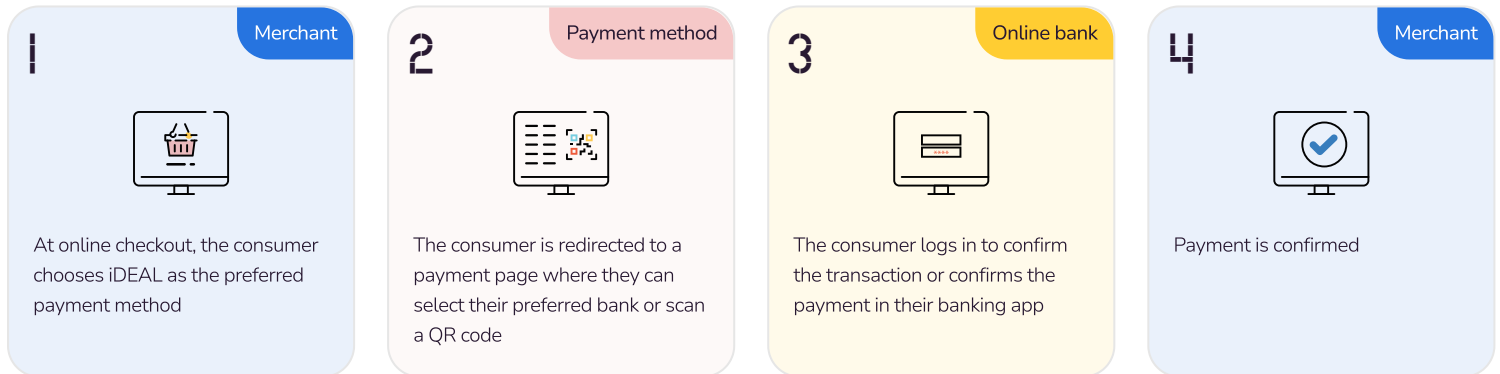 1
Merchant
At online checkout, the consumer
chooses iDEAL as the preferred
payment method
2
Payment method
The consumer is redirected to a
payment page where they can
select their preferred bank or scan
a QR code
3
Online bank
The consumer logs in to confirm
the transaction or confirms the
payment in their banking app
4
Merchant
Payment is confirmed